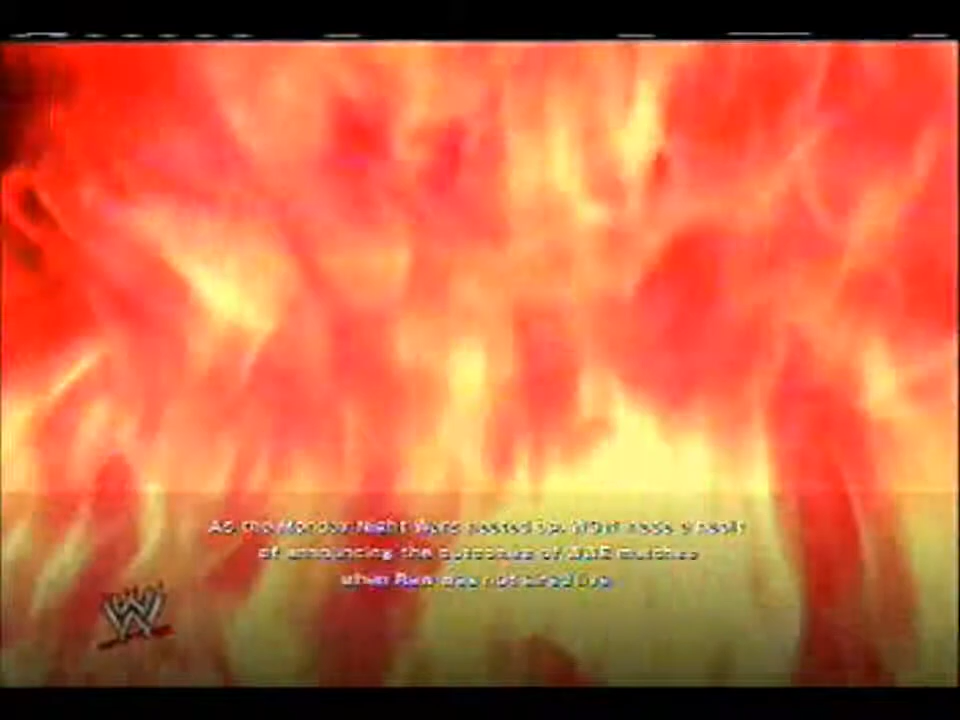 As the Monday Night Wars heated up, WCW made a habit
of announcing the outcomes of WWE matches
when Raw was not aired live.
W